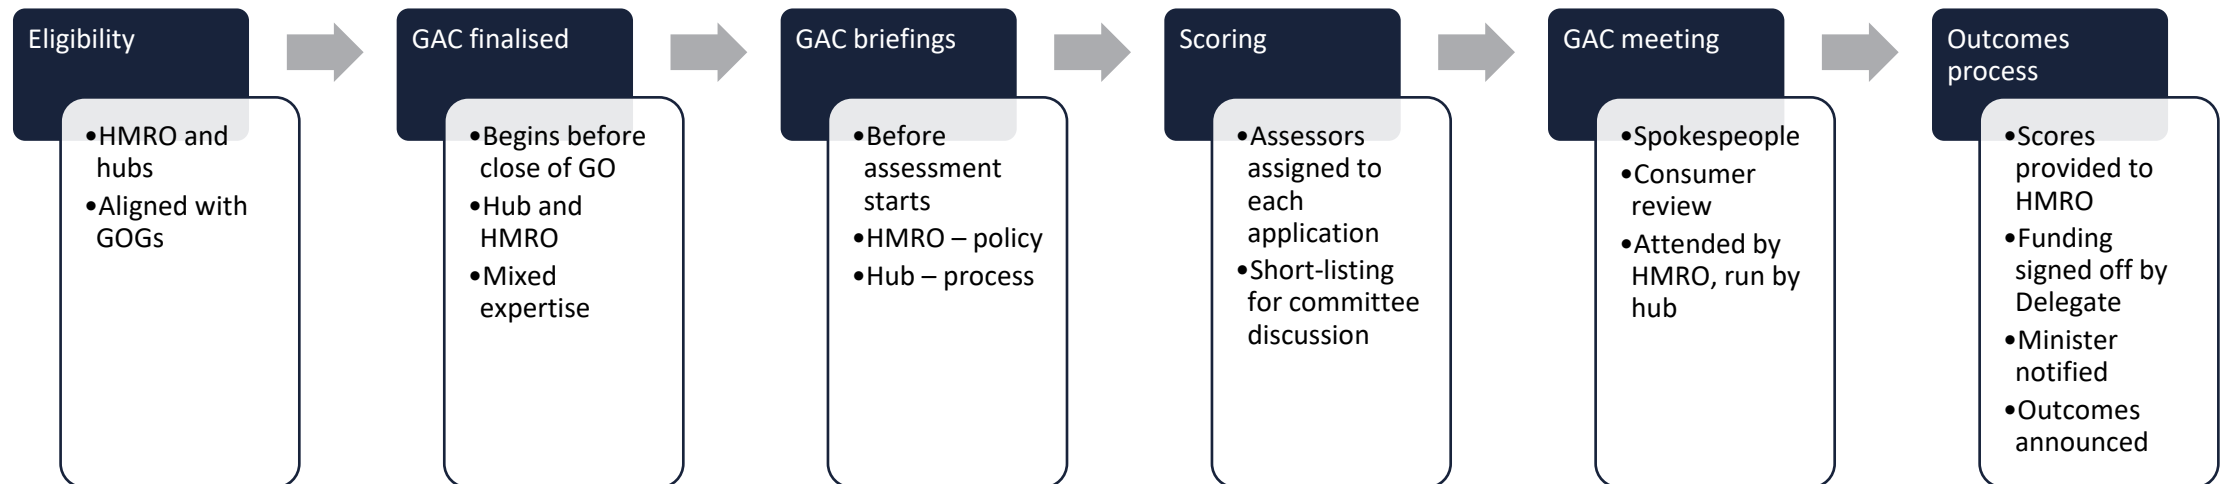 Eligibility
•HMRO and
hubs
•Aligned with
GOGs
GAC finalised
•Begins before
close of GO
•Hub and
HMRO
•Mixed
expertise
GAC briefings
•Before
assessment
starts
•HMRO – policy
•Hub – process
Scoring
•Assessors
assigned to
each
application
•Short-listing
for committee
discussion
GAC meeting
•Spokespeople
•Consumer
review
•Attended by
HMRO, run by
hub
Outcomes
process
•Scores
provided to
HMRO
•Funding
signed off by
Delegate
•Minister
notified
•Outcomes
announced